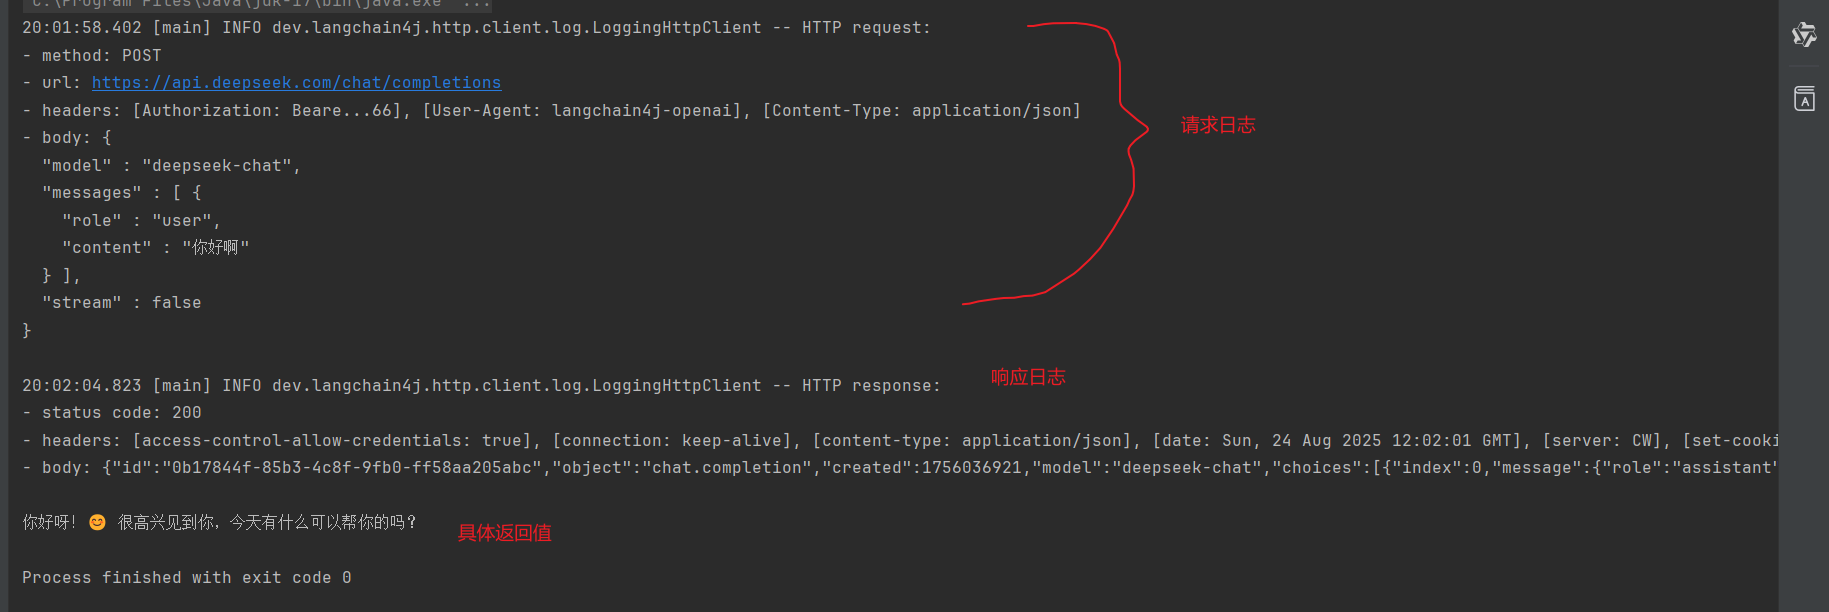 C:\Program Files\Java\jdk-17\bin\java.exe" ...
20:01:58.402 [main] INFO dev.langchain4j.http.client.log.LoggingHttpClient -- HTTP request:
- method: POST
- url: https://api.deepseek.com/chat/completions
- headers: [Authorization: Beare...66], [User-Agent: langchain4j-openai], [Content-Type: application/json]
请求日志
- body: {
"model" : "deepseek-chat",
"messages" : [ {
"role" : "user",
"content" : "你好啊"
} ],
"stream" : false
}
20:02:04.823 [main] INFO dev.langchain4j.http.client.log.LoggingHttpClient -- HTTP response:
响应日志
- status code: 200
- headers: [access-control-allow-credentials: true], [connection: keep-alive], [content-type: application/json], [date: Sun, 24 Aug 2025 12:02:01 GMT], [server: CW], [set-cooki
- body: {"id":"0b17844f-85b3-4c8f-9fb0-ff58aa205abc","object":"chat.completion","created":1756036921,"model":"deepseek-chat","choices":[{"index":0,"message":{"role":"assistant"
你好呀！😊 很高兴见到你，今天有什么可以帮你的吗？
具体返回值
Process finished with exit code 0